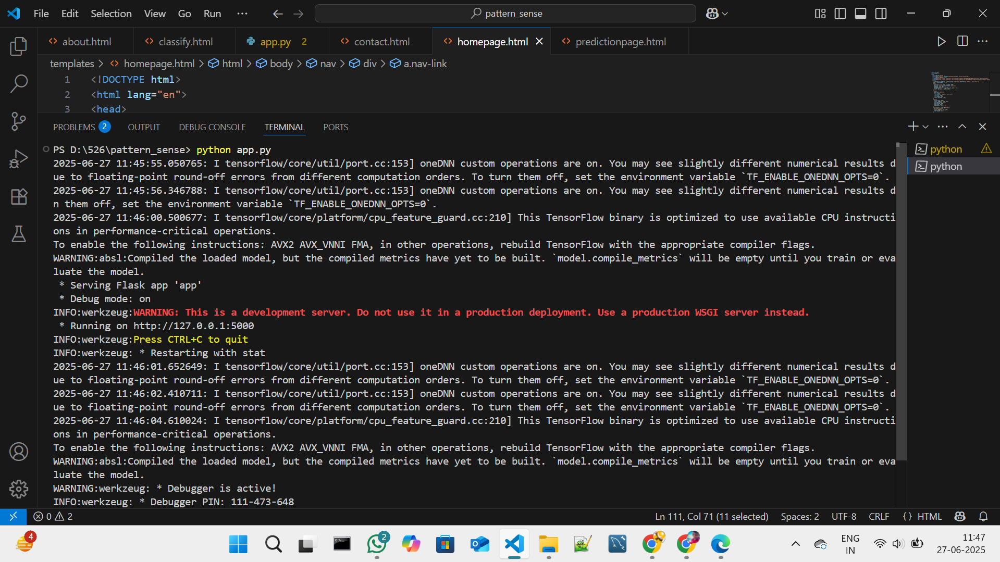 File Edit Selection View Go Run ···
pattern_sense
about.html
classify.html
app.py 2
contact.html
homepage.html
predictionpage.html
templates > homepage.html > html > body > nav > div > a.nav-link
1 <!DOCTYPE html>
2 <html lang="en">
3 <head>
PROBLEMS 2 OUTPUT DEBUG CONSOLE TERMINAL PORTS
python
python
PS D:\526\pattern_sense> python app.py
2025-06-27 11:45:55.050765: I tensorflow/core/util/port.cc:153] oneDNN custom operations are on. You may see slightly different numerical results d
ue to floating-point round-off errors from different computation orders. To turn them off, set the environment variable `TF_ENABLE_ONEDNN_OPTS=0`.
2025-06-27 11:45:56.346788: I tensorflow/core/util/port.cc:153] oneDNN custom operations are on. You may see slightly different numerical results d
n them off, set the environment variable `TF_ENABLE_ONEDNN_OPTS=0`.
2025-06-27 11:46:00.500677: I tensorflow/core/platform/cpu_feature_guard.cc:210] This TensorFlow binary is optimized to use available CPU instructi
ons in performance-critical operations.
To enable the following instructions: AVX2 AVX_VNNI FMA, in other operations, rebuild TensorFlow with the appropriate compiler flags.
WARNING:absl:Compiled the loaded model, but the compiled metrics have yet to be built. `model.compile_metrics` will be empty until you train or eva
luate the model.
* Serving Flask app 'app'
* Debug mode: on
INFO:werkzeug:WARNING: This is a development server. Do not use it in a production deployment. Use a production WSGI server instead.
* Running on http://127.0.0.1:5000
INFO:werkzeug:Press CTRL+C to quit
INFO:werkzeug: * Restarting with stat
2025-06-27 11:46:01.652649: I tensorflow/core/util/port.cc:153] oneDNN custom operations are on. You may see slightly different numerical results d
ue to floating-point round-off errors from different computation orders. To turn them off, set the environment variable `TF_ENABLE_ONEDNN_OPTS=0`.
2025-06-27 11:46:02.410711: I tensorflow/core/util/port.cc:153] oneDNN custom operations are on. You may see slightly different numerical results d
ue to floating-point round-off errors from different computation orders. To turn them off, set the environment variable `TF_ENABLE_ONEDNN_OPTS=0`.
2025-06-27 11:46:04.610024: I tensorflow/core/platform/cpu_feature_guard.cc:210] This TensorFlow binary is optimized to use available CPU instructi
ons in performance-critical operations.
To enable the following instructions: AVX2 AVX_VNNI FMA, in other operations, rebuild TensorFlow with the appropriate compiler flags.
WARNING:absl:Compiled the loaded model, but the compiled metrics have yet to be built. `model.compile_metrics` will be empty until you train or eva
luate the model.
WARNING:werkzeug: * Debugger is active!
INFO:werkzeug: * Debugger PIN: 111-473-648
0 2
Ln 111, Col 71 (11 selected) Spaces: 2 UTF-8 CRLF {} HTML
4
2
ENG
IN
11:47
27-06-2025